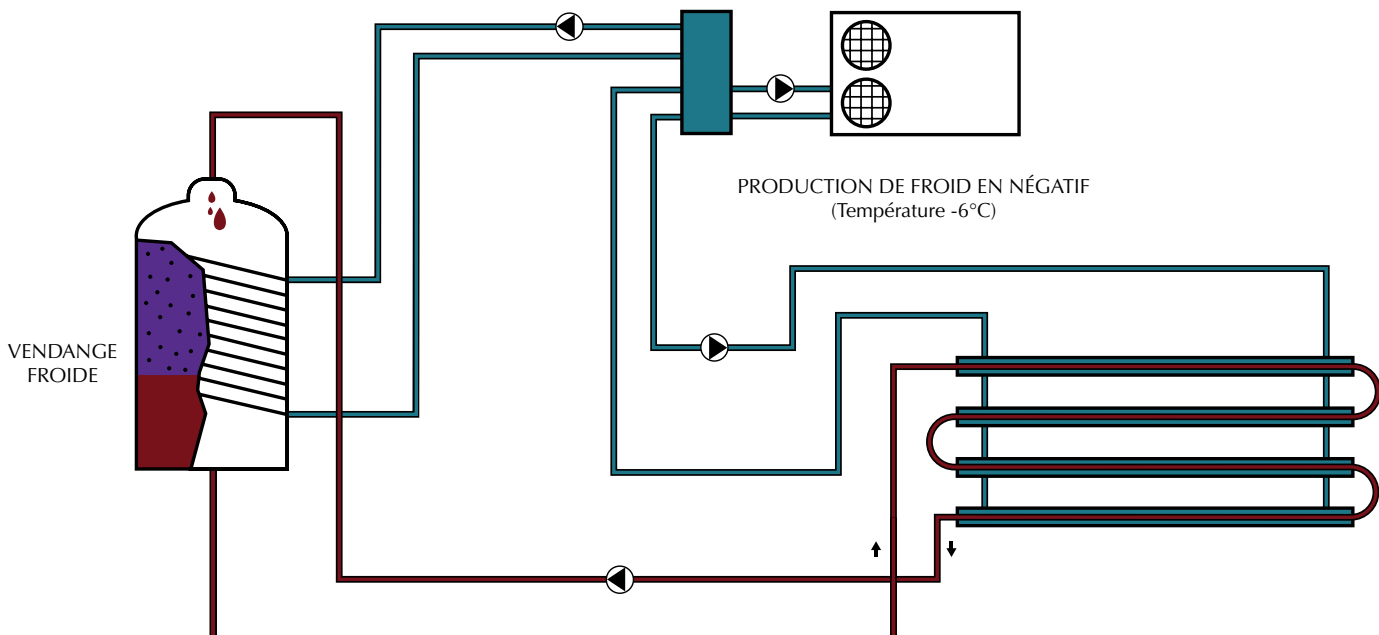 PRODUCTION DE FROID EN NÉGATIF
(Température -6°C)
VENDANGE
FROIDE